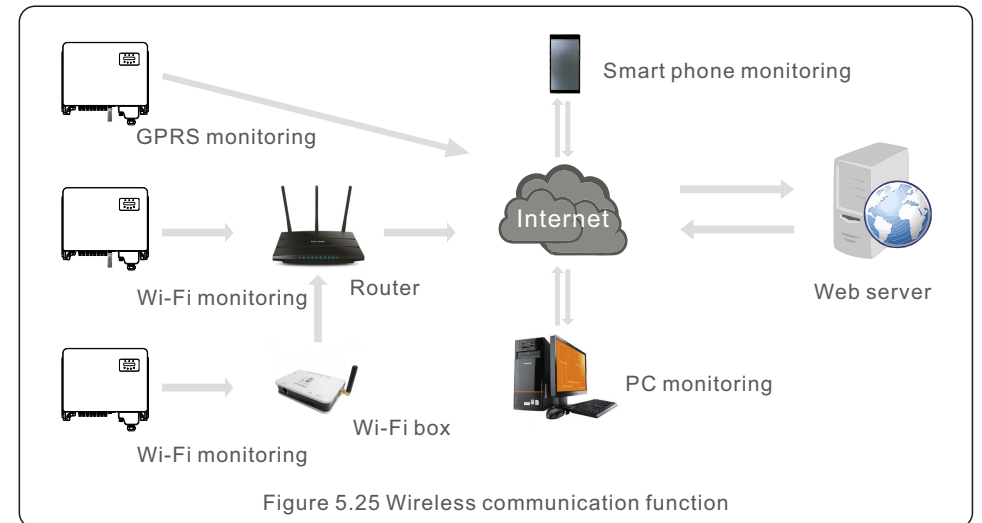 Smart phone monitoring
GPRS monitoring
Internet
Wi-Fi monitoring
Router
Web server
PC monitoring
Wi-Fi box
Wi-Fi monitoring
Figure 5.25 Wireless communication function